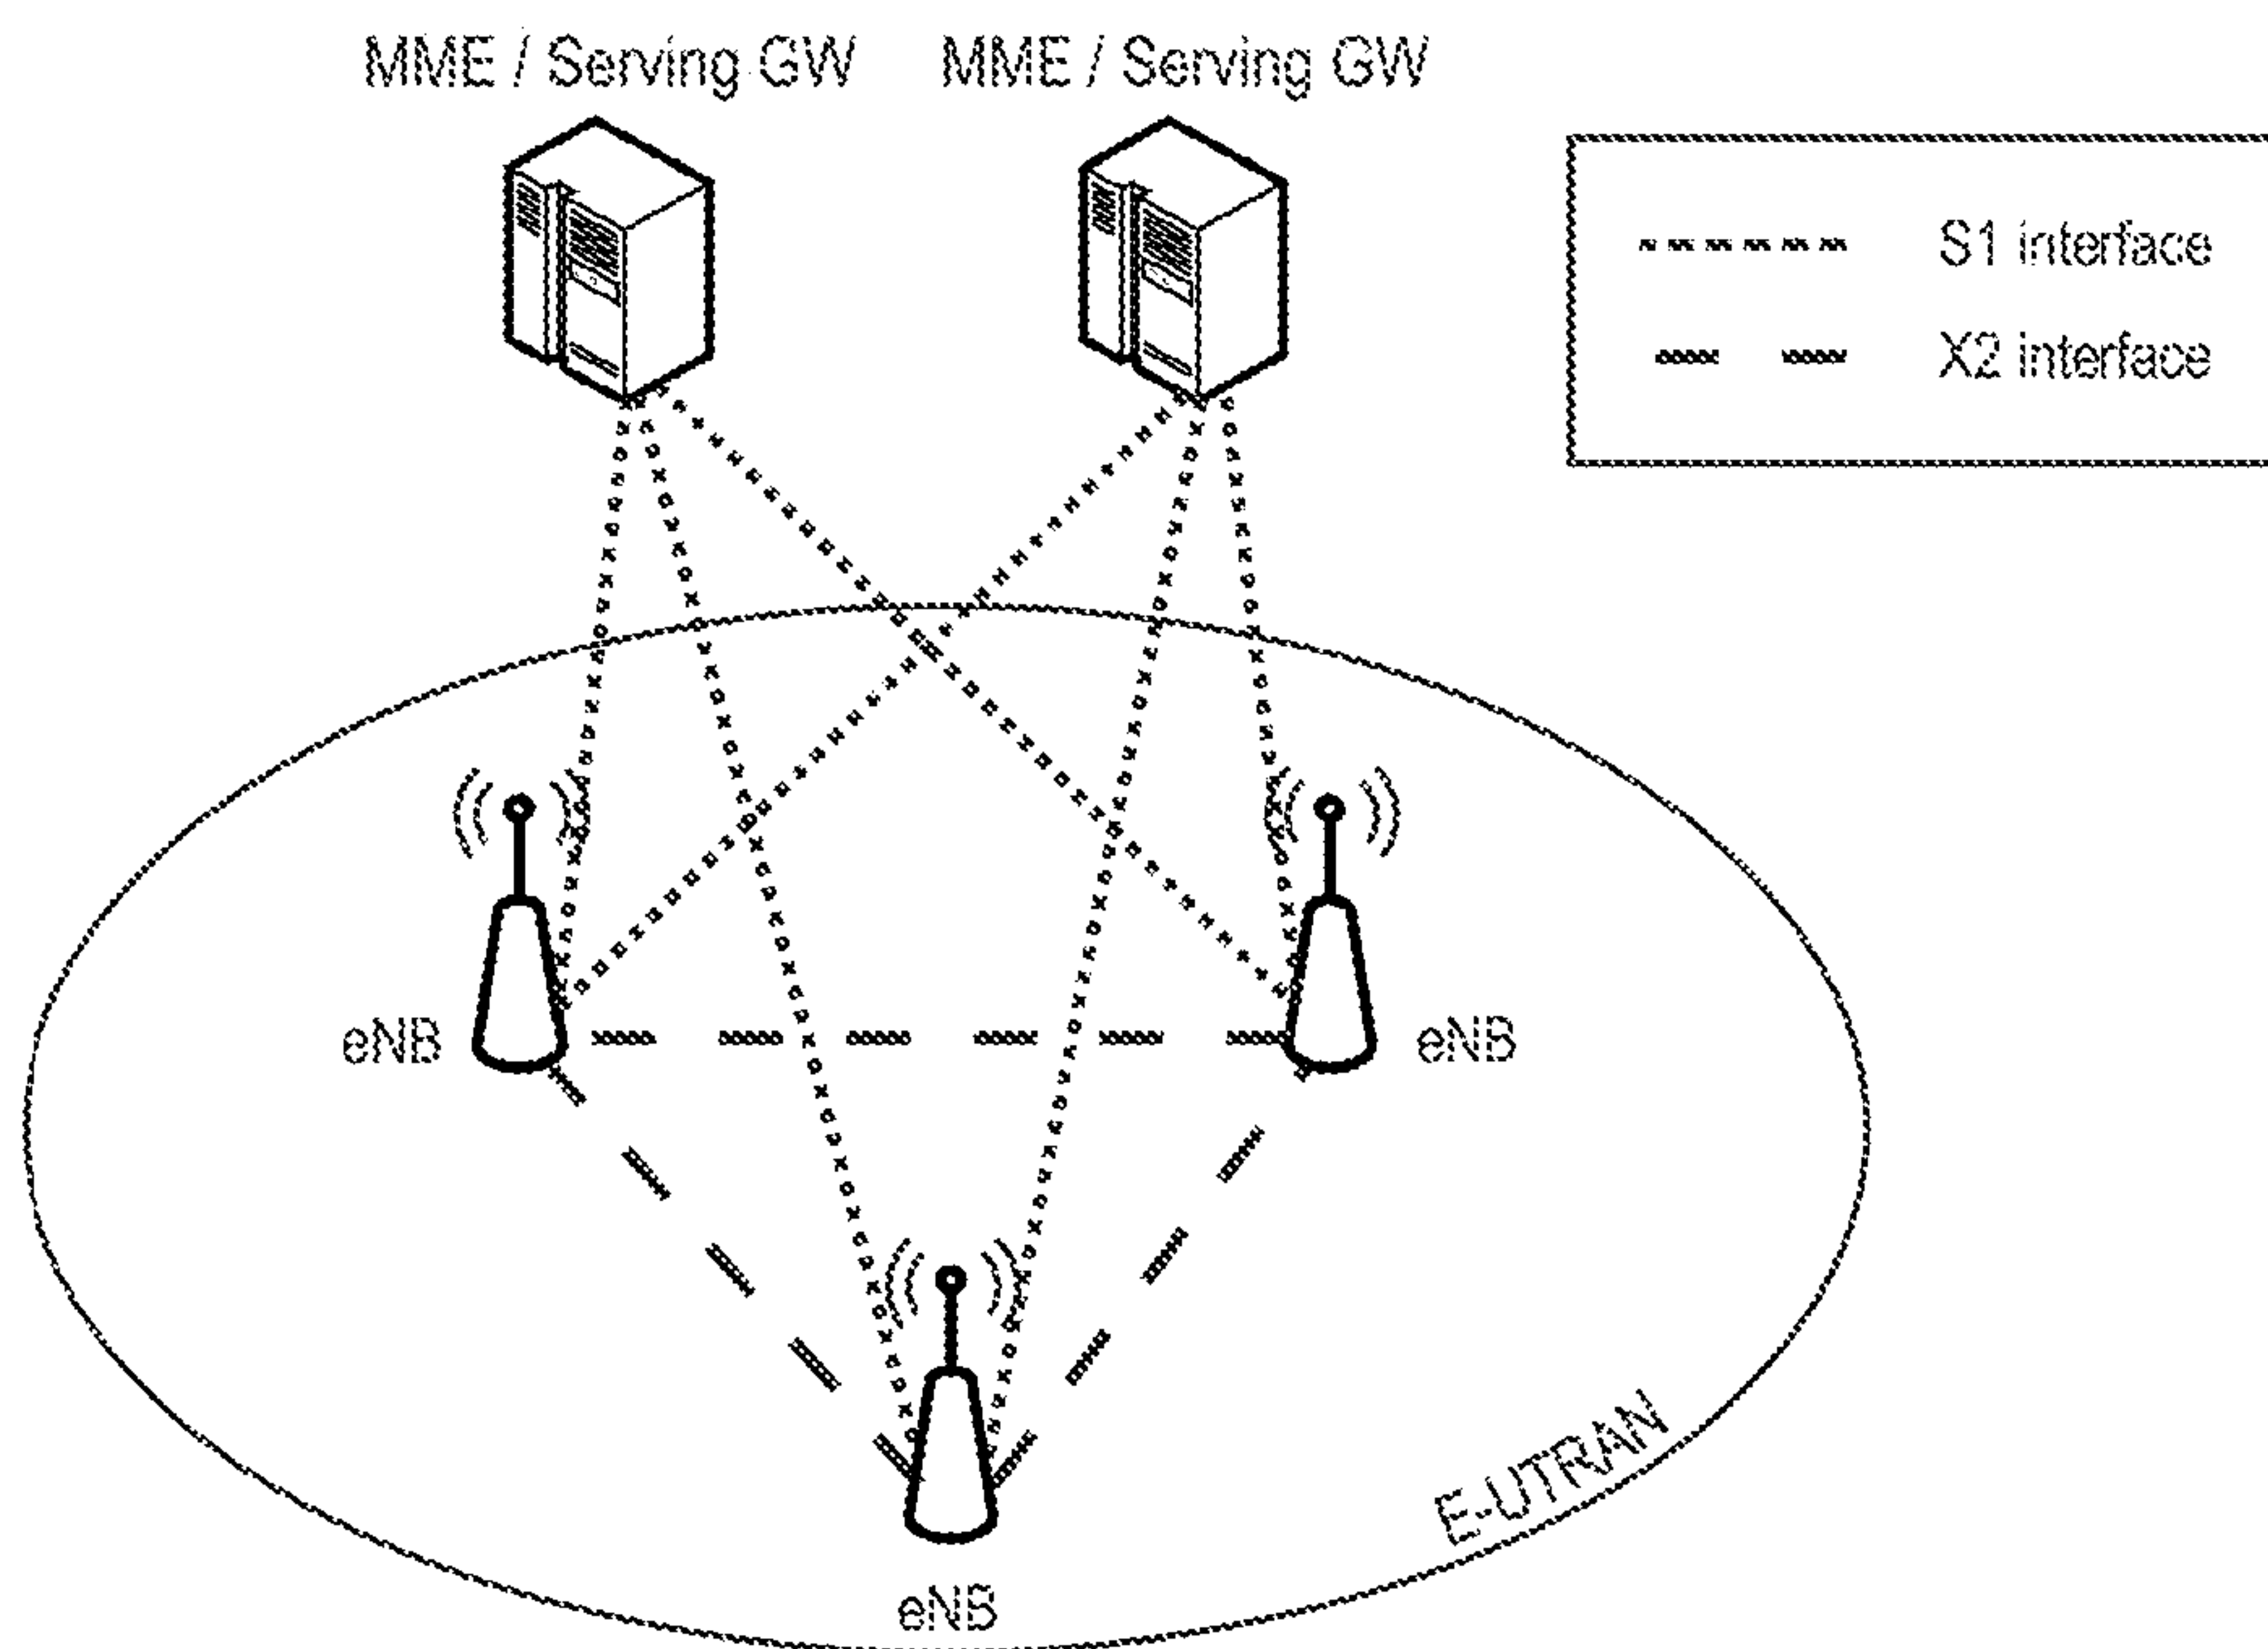 MME / Serving GW
MME / Serving GW
S1 interface
X2 interface
eNB
eNB
E-UTRAN
eNB